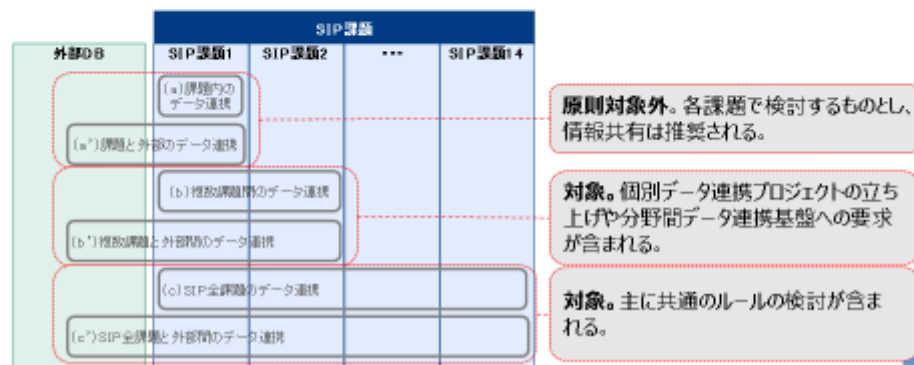 SIP課題
外部DB
SIP課題1
SIP課題2
...
SIP課題14
(a)課題内の
データ連携
(a')課題と外部のデータ連携
原則対象外。各課題で検討するものとし、
情報共有は推奨される。
(b)複数課題間のデータ連携
(b')複数課題と外部間のデータ連携
対象。個別データ連携プロジェクトの立ち
上げや分野間データ連携基盤への要求
が含まれる。
(c)SIP全課題のデータ連携
(c')SIP全課題と外部間のデータ連携
対象。主に共通のルールの検討が含ま
れる。